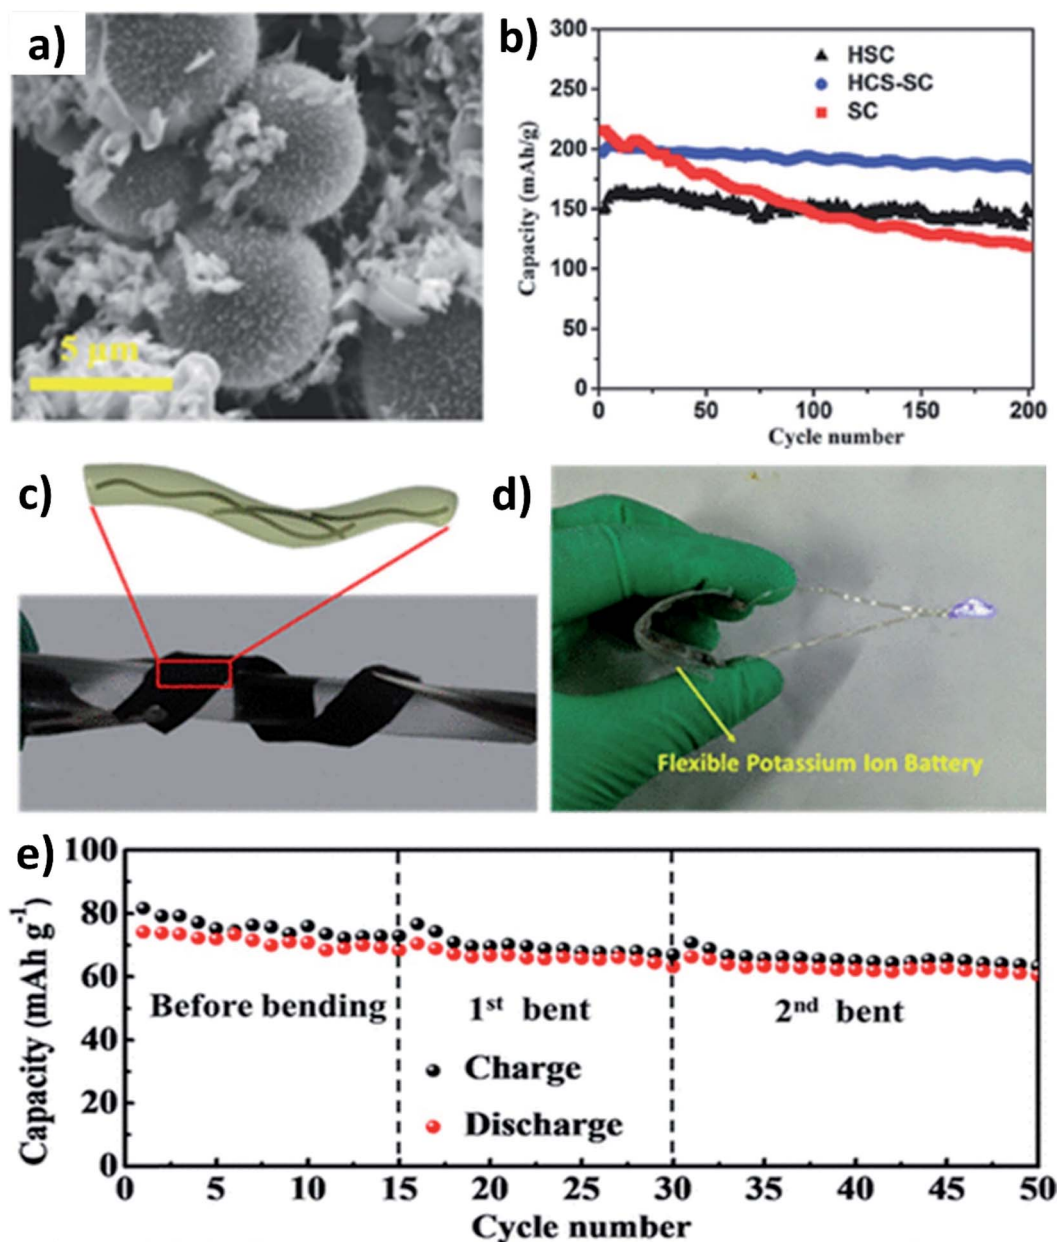 a)
5 µm
b)
300
250
200
150
100
50
0
Capacity (mAh/g)
HSC
HCS-SC
SC
0 50 100 150 200
Cycle number
c)
d)
Flexible Potassium Ion Battery
e)
100
80
60
40
20
0
Capacity (mAh g⁻¹)
Before bending
1ˢᵗ bent
2ⁿᵈ bent
Charge
Discharge
0 5 10 15 20 25 30 35 40 45 50
Cycle number